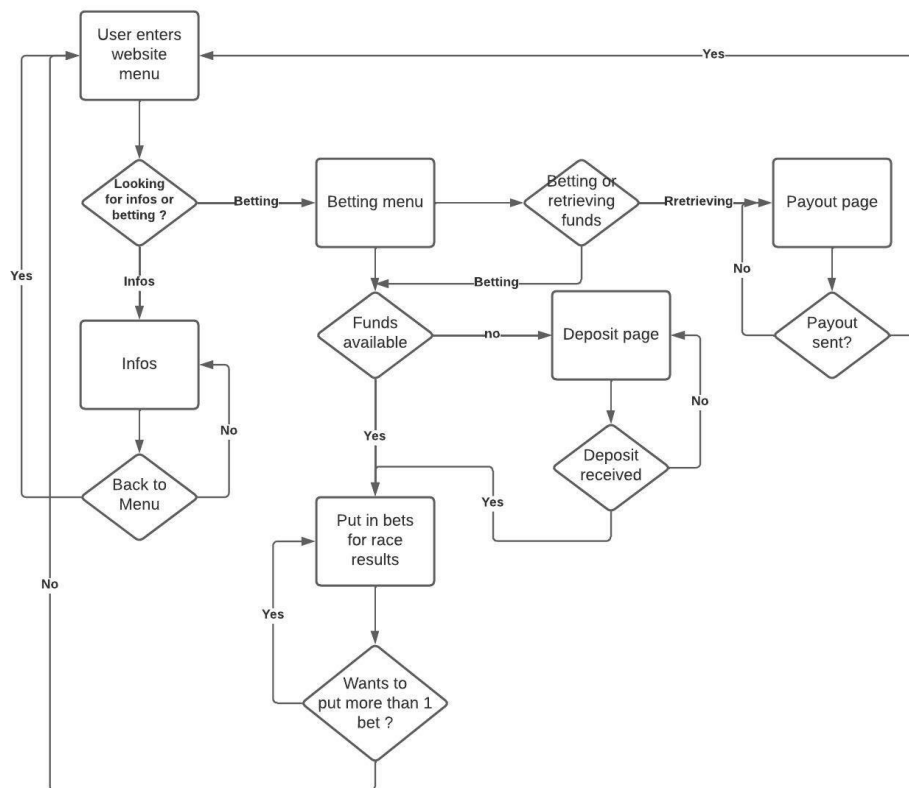 User enters
website
menu
Yes
Looking
for infos or
betting ?
Betting
Betting menu
Betting or
retrieving
funds
Rretrieving
Payout page
Yes
Infos
No
Betting
Funds
available
no
Deposit page
Payout
sent?
Infos
No
No
Yes
Back to
Menu
Deposit
received
Yes
Put in bets
for race
results
No
Yes
Wants to
put more than 1
bet ?